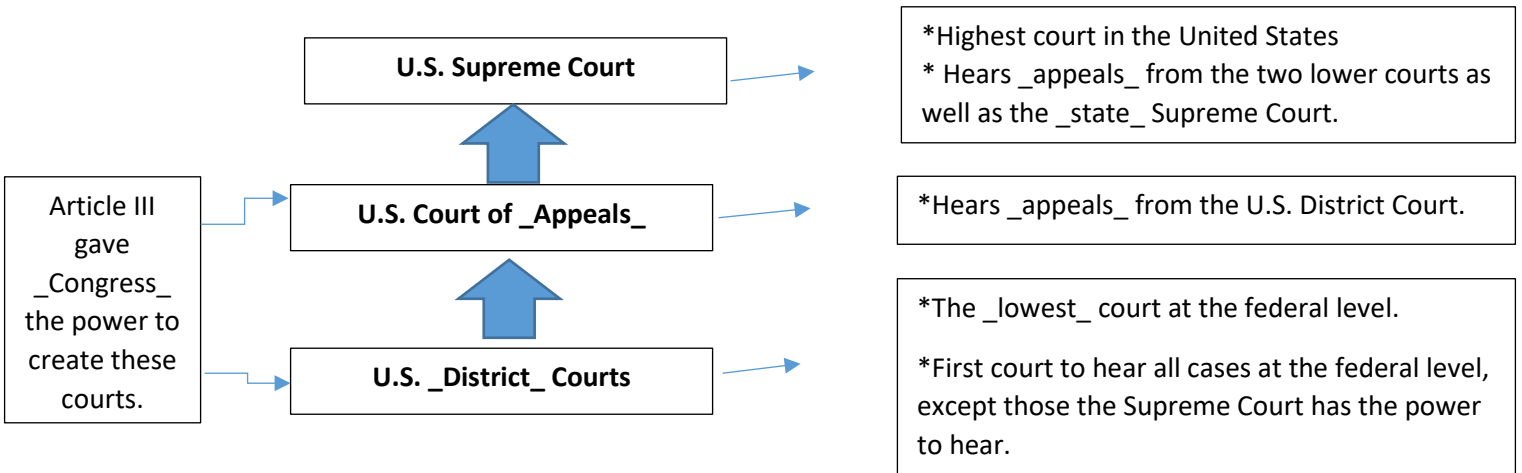 U.S. Supreme Court
*Highest court in the United States
* Hears _appeals_ from the two lower courts as
well as the _state_ Supreme Court.
Article III
gave
_Congress_
the power to
create these
courts.
U.S. Court of _Appeals_
*Hears _appeals_ from the U.S. District Court.
U.S. _District_ Courts
*The _lowest_ court at the federal level.
*First court to hear all cases at the federal level,
except those the Supreme Court has the power
to hear.